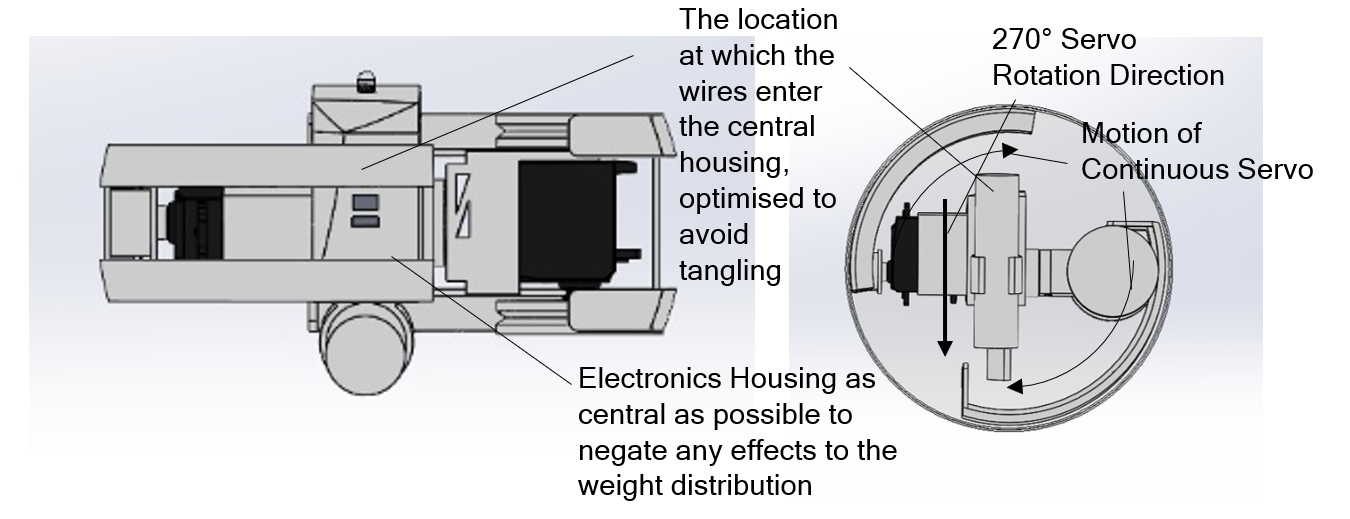 The location
at which the
wires enter
the central
housing,
optimised to
avoid
tangling
270° Servo
Rotation Direction
Motion of
Continuous Servo
Electronics Housing as
central as possible to
negate any effects to the
weight distribution